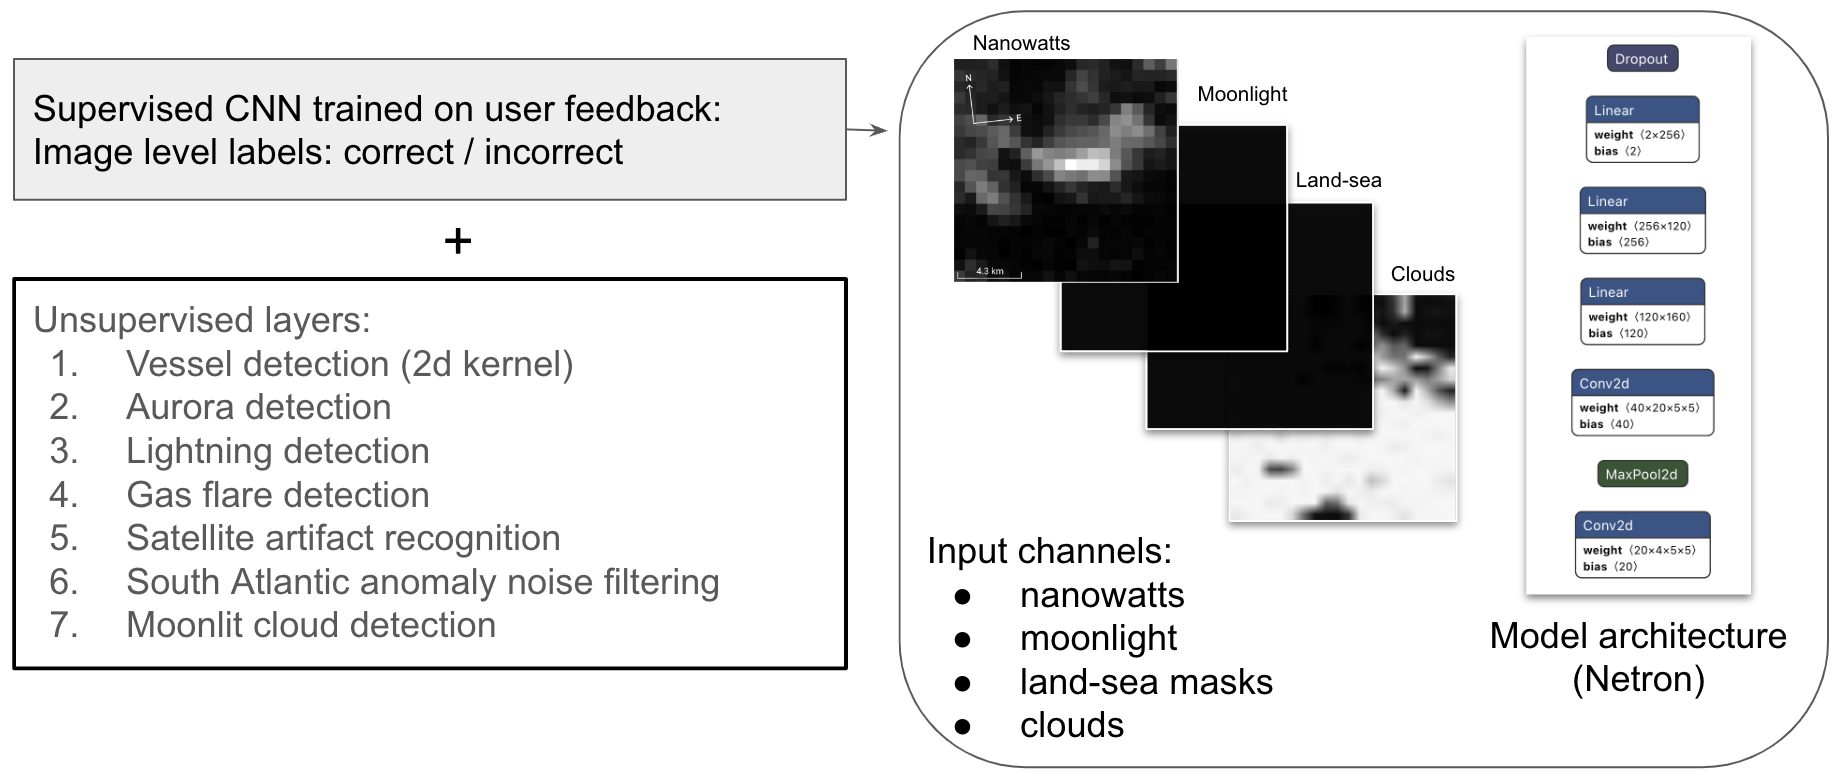 Supervised CNN trained on user feedback:
Image level labels: correct / incorrect
+
Unsupervised layers:
1. Vessel detection (2d kernel)
2. Aurora detection
3. Lightning detection
4. Gas flare detection
5. Satellite artifact recognition
6. South Atlantic anomaly noise filtering
7. Moonlit cloud detection
Nanowatts
N
E
4.3 km
Moonlight
Land-sea
Clouds
Input channels:
● nanowatts
● moonlight
● land-sea masks
● clouds
Dropout
Linear
weight ⟨2×256⟩
bias ⟨2⟩
Linear
weight ⟨256×120⟩
bias ⟨256⟩
Linear
weight ⟨120×160⟩
bias ⟨120⟩
Conv2d
weight ⟨40×20×5×5⟩
bias ⟨40⟩
MaxPool2d
Conv2d
weight ⟨20×4×5×5⟩
bias ⟨20⟩
Model architecture
(Netron)